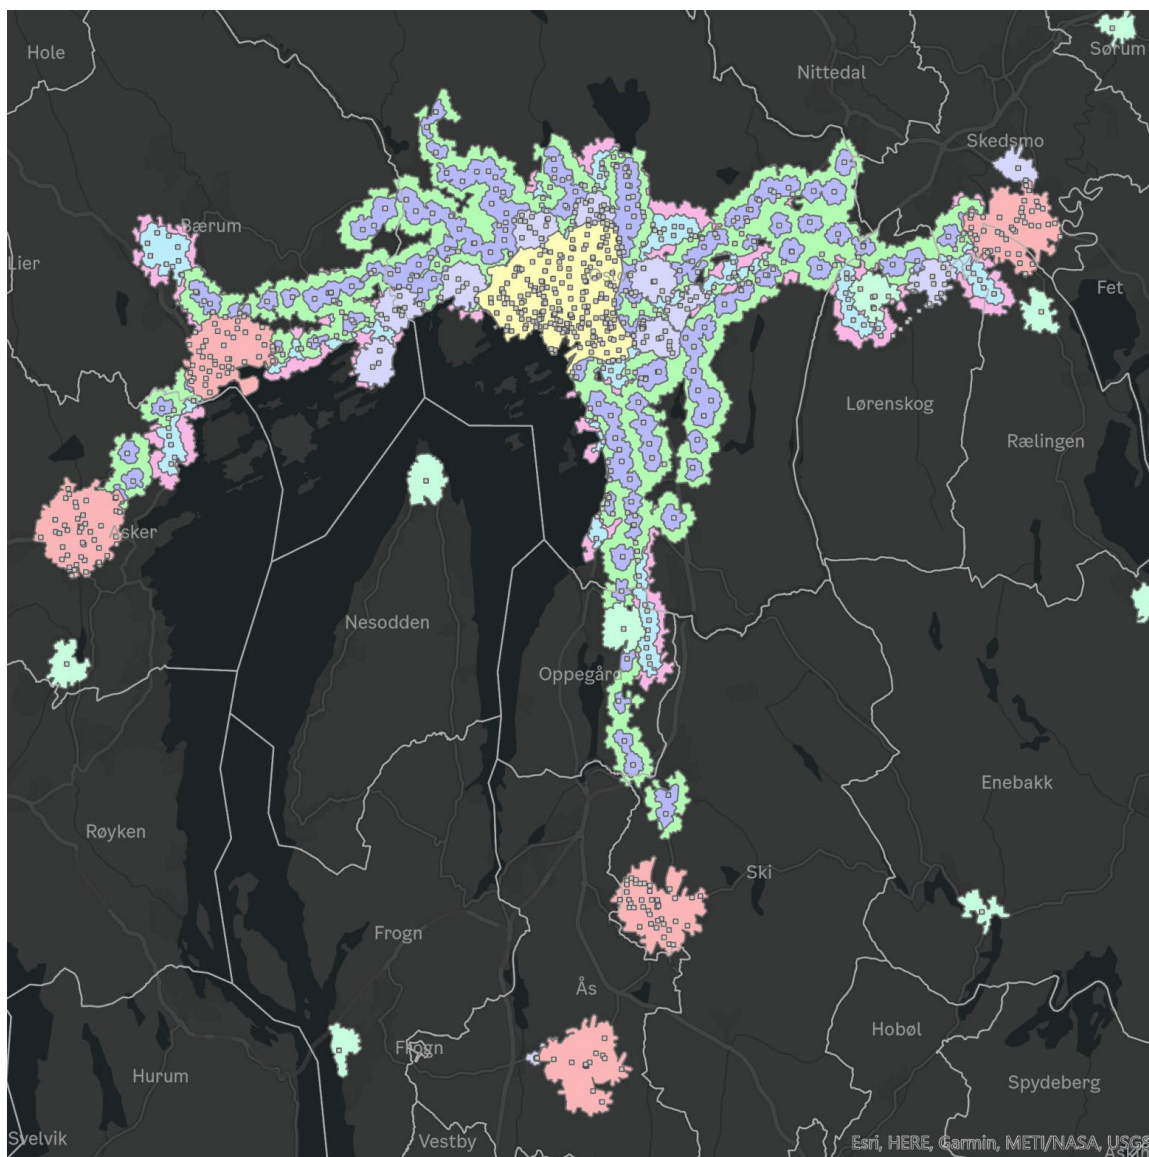 Hole
Nittedal
Sørum
Skedsmo
Bærum
Lier
Fet
Lørenskog
Rælingen
Asker
Nesodden
Oppegård
Enebakk
Røyken
Ski
Frogn
Ås
Hobøl
Frogn
Hurum
Spydeberg
Svelvik
Vestby
Esri, HERE, Garmin, METI/NASA, USGS
Askim